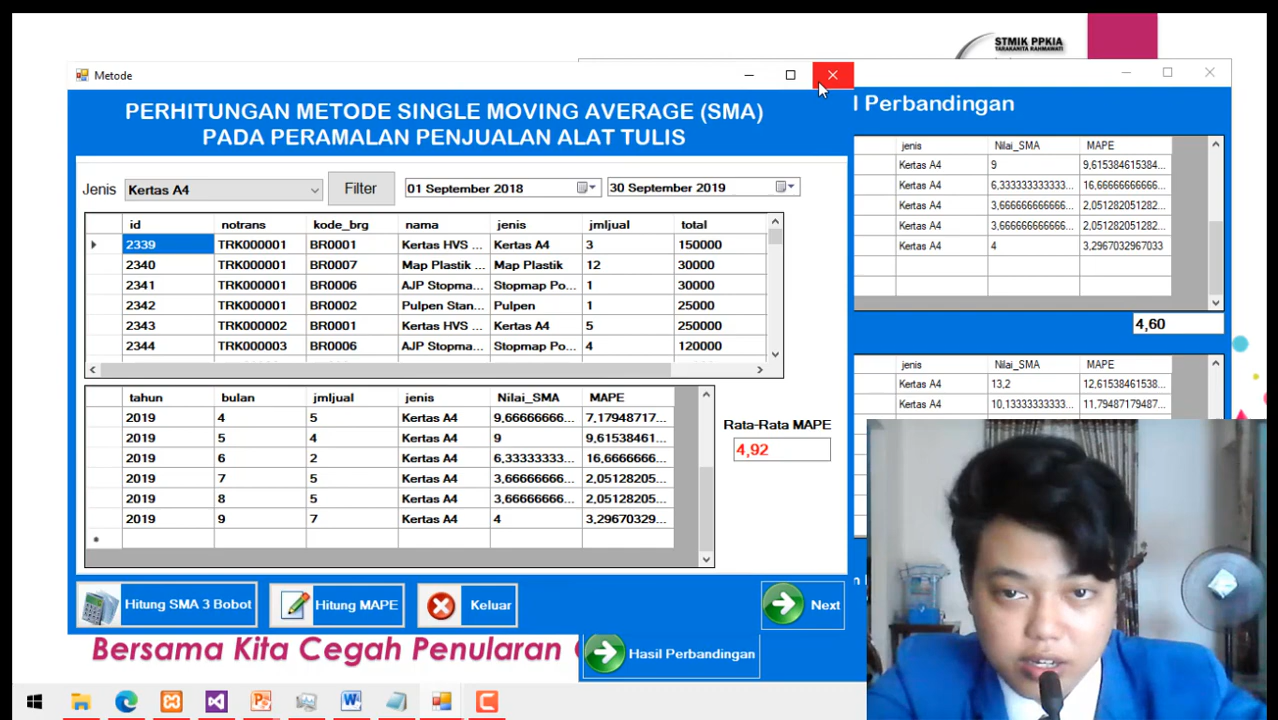 STMIK PPKIA
TARAKANITA RAHMAWATI
Metode
PERHITUNGAN METODE SINGLE MOVING AVERAGE (SMA)
PADA PERAMALAN PENJUALAN ALAT TULIS
Jenis Kertas A4 Filter 01 September 2018 30 September 2019
id notrans kode_brg nama jenis jmljual total
2339 TRK000001 BR0001 Kertas HVS ... Kertas A4 3 150000
2340 TRK000001 BR0007 Map Plastik ... Map Plastik 12 30000
2341 TRK000001 BR0006 AJP Stopma... Stopmap Po... 1 30000
2342 TRK000001 BR0002 Pulpen Stan... Pulpen 1 25000
2343 TRK000002 BR0001 Kertas HVS ... Kertas A4 5 250000
2344 TRK000003 BR0006 AJP Stopma... Stopmap Po... 4 120000
tahun bulan jmljual jenis Nilai_SMA MAPE
2019 4 5 Kertas A4 9,66666666... 7,17948717...
2019 5 4 Kertas A4 9 9,61538461...
2019 6 2 Kertas A4 6,33333333... 16,6666666...
2019 7 5 Kertas A4 3,66666666... 2,05128205...
2019 8 5 Kertas A4 3,66666666... 2,05128205...
2019 9 7 Kertas A4 4 3,29670329...
Rata-Rata MAPE
4,92
Hitung SMA 3 Bobot Hitung MAPE Keluar Next
l Perbandingan
jenis Nilai_SMA MAPE
Kertas A4 9 9,615384615384...
Kertas A4 6,333333333333... 16,66666666666...
Kertas A4 3,666666666666... 2,051282051282...
Kertas A4 3,666666666666... 2,051282051282...
Kertas A4 4 3,2967032967033
4,60
jenis Nilai_SMA MAPE
Kertas A4 13,2 12,61538461538...
Kertas A4 10,13333333333... 11,79487179487...
Bersama Kita Cegah Penularan
Hasil Perbandingan